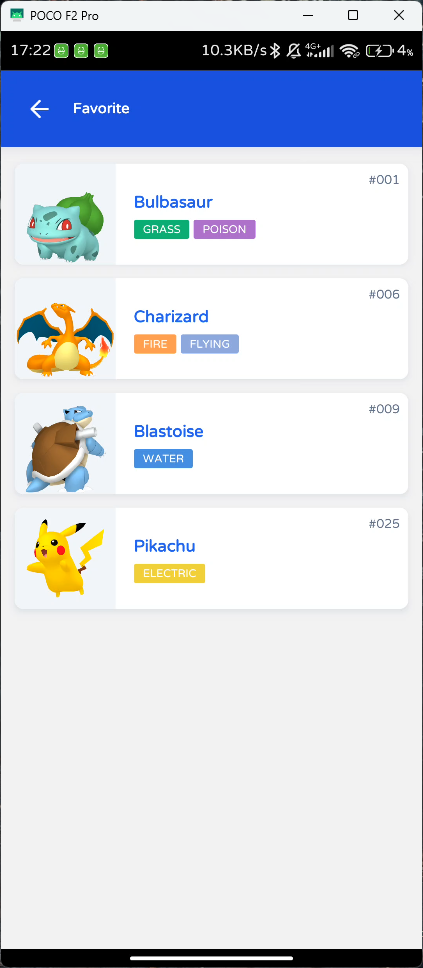 POCO F2 Pro
17:22 10.3KB/s 4G+ 4%
Favorite
#001
Bulbasaur
GRASS POISON
#006
Charizard
FIRE FLYING
#009
Blastoise
WATER
#025
Pikachu
ELECTRIC